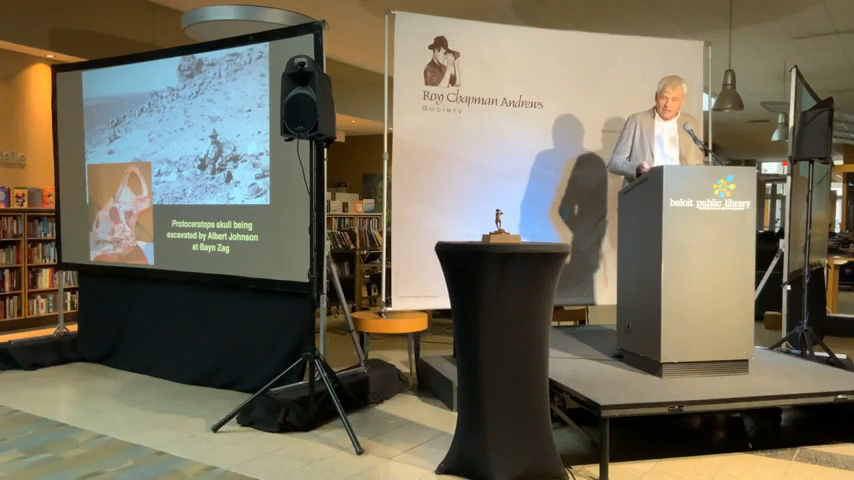 Roy Chapman Andrews
Society
beloit public library
Protoceratops skull being
excavated by Albert Johnson
at Bayn Zag